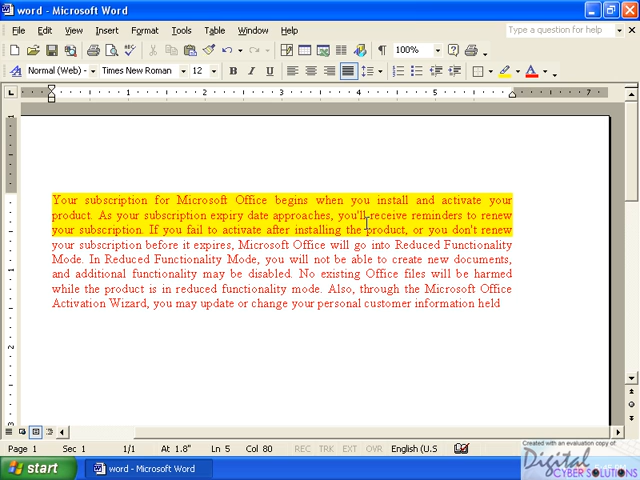 word - Microsoft Word
File Edit View Insert Format Tools Table Window Help Type a question for help
100%
Normal (Web) Times New Roman 12 B I U
1 2 3 4 5 6 7
Your subscription for Microsoft Office begins when you install and activate your
product. As your subscription expiry date approaches, you'll receive reminders to renew
your subscription. If you fail to activate after installing the product, or you don't renew
your subscription before it expires, Microsoft Office will go into Reduced Functionality
Mode. In Reduced Functionality Mode, you will not be able to create new documents,
and additional functionality may be disabled. No existing Office files will be harmed
while the product is in reduced functionality mode. Also, through the Microsoft Office
Activation Wizard, you may update or change your personal customer information held
Page 1 Sec 1 1/1 At 1.8" Ln 5 Col 80 REC TRK EXT OVR English (U.S
Created with an evaluation copy of
Digital
CYBER SOLUTIONS
start word - Microsoft Word